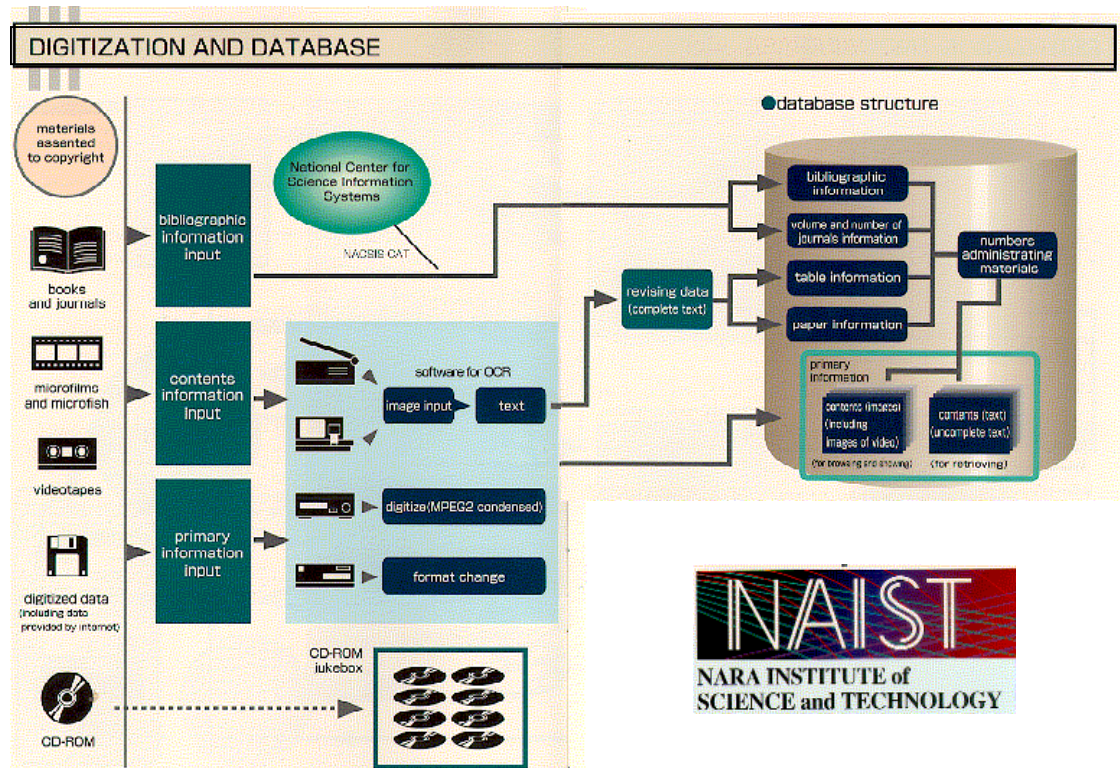 DIGITIZATION AND DATABASE
materials
assented
to copyright
books
and journals
microfilms
and microfish
videotapes
digitized data
(including data
provided by internet)
CD-ROM
bibliographic
information
input
contents
information
input
primary
information
input
National Center for
Science Information
Systems
NACSIS CAT
software for OCR
image input
text
digitize(MPEG2 condensed)
format change
CD-ROM
jukebox
revising data
(complete text)
database structure
bibliographic
information
volume and number of
journals information
table information
paper information
numbers
administrating
materials
primary
information
contents (images)
(including
images of video)
(for browsing and showing)
contents (text)
(uncomplete text)
(for retrieving)
NAIST
NARA INSTITUTE of
SCIENCE and TECHNOLOGY